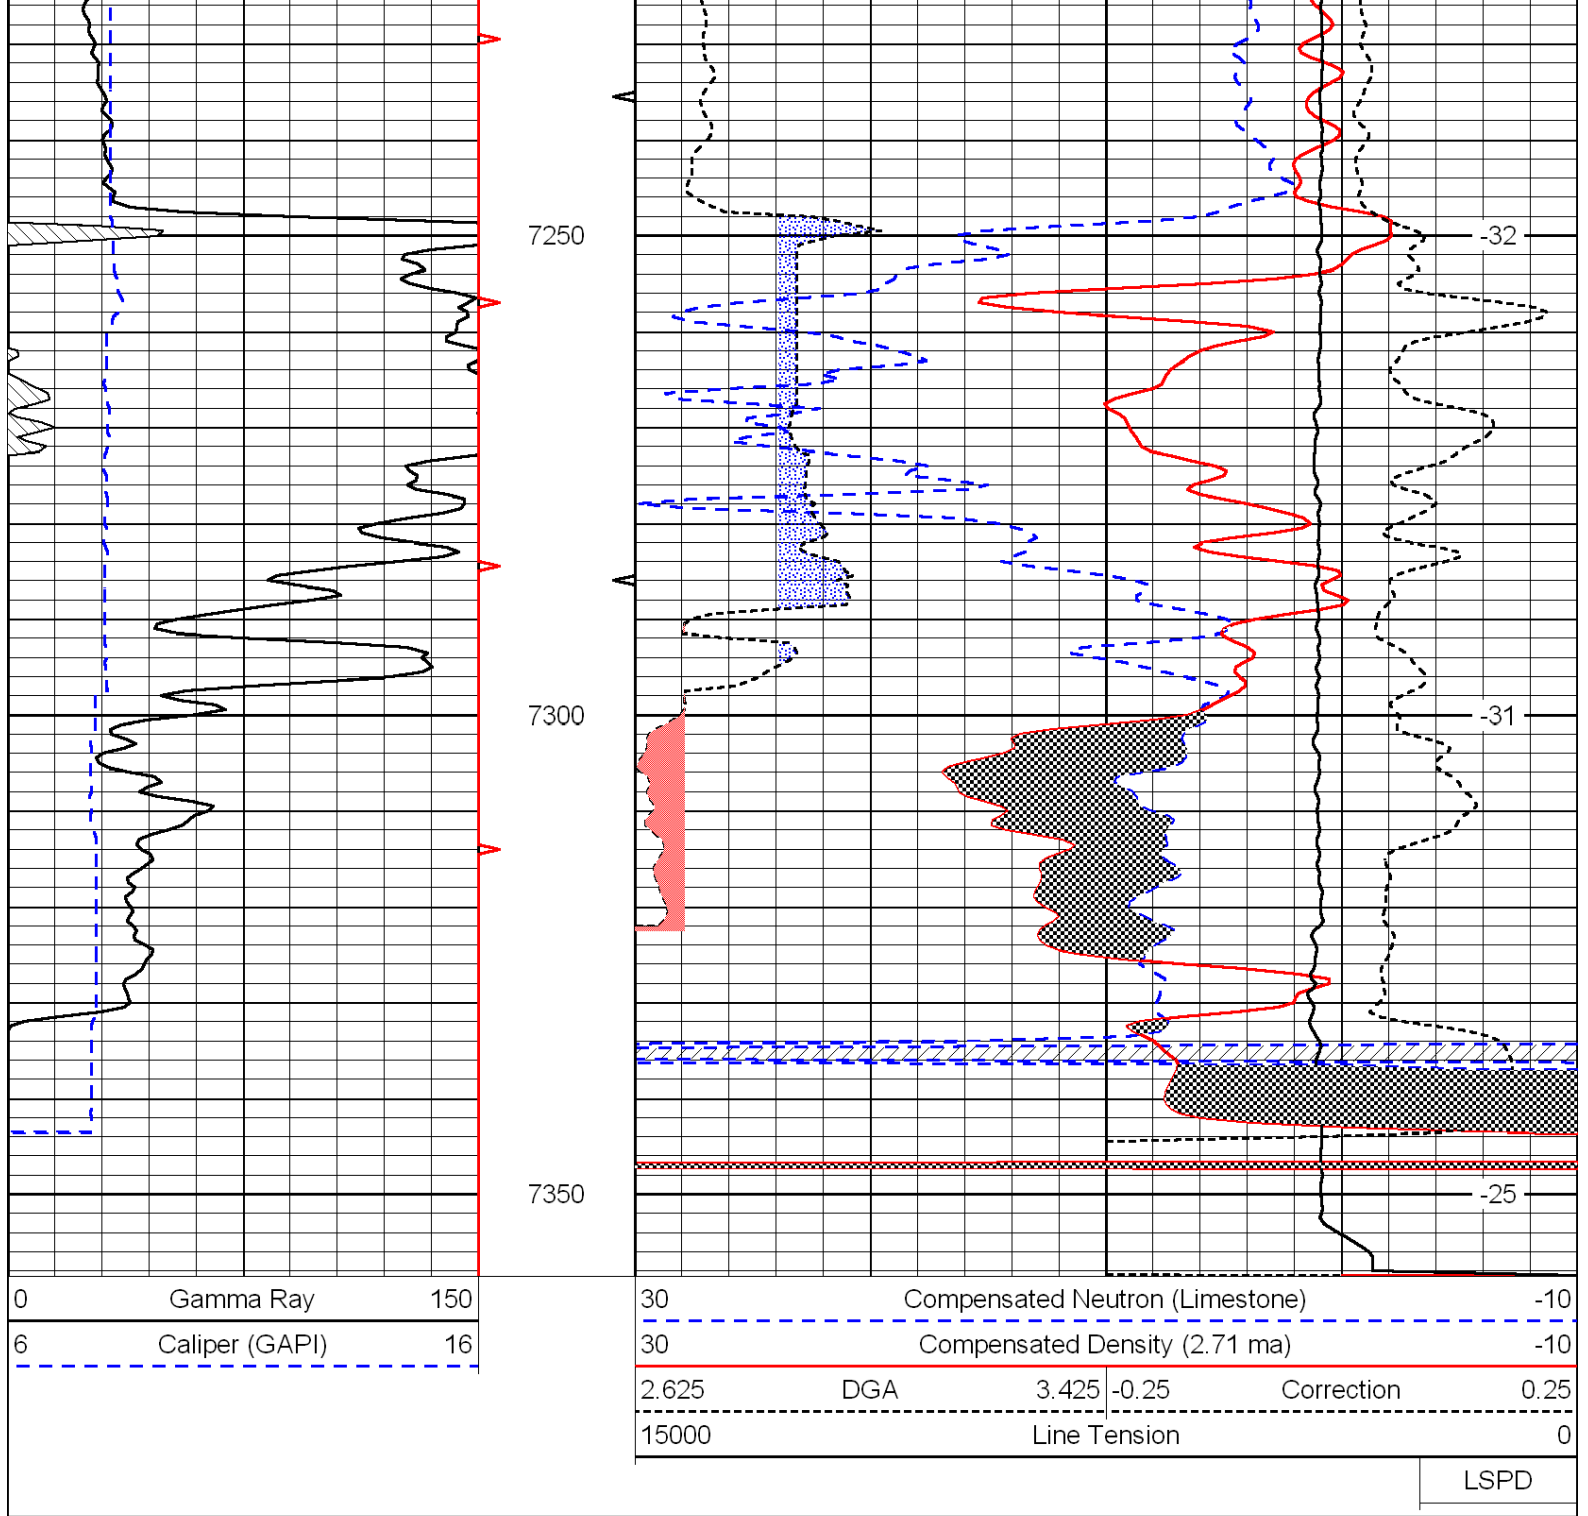 7250 -32
7300 -31
7350 -25
0 Gamma Ray 150
6 Caliper (GAPI) 16
30 Compensated Neutron (Limestone) -10
30 Compensated Density (2.71 ma) -10
2.625 DGA 3.425 -0.25 Correction 0.25
15000 Line Tension 0
LSPD